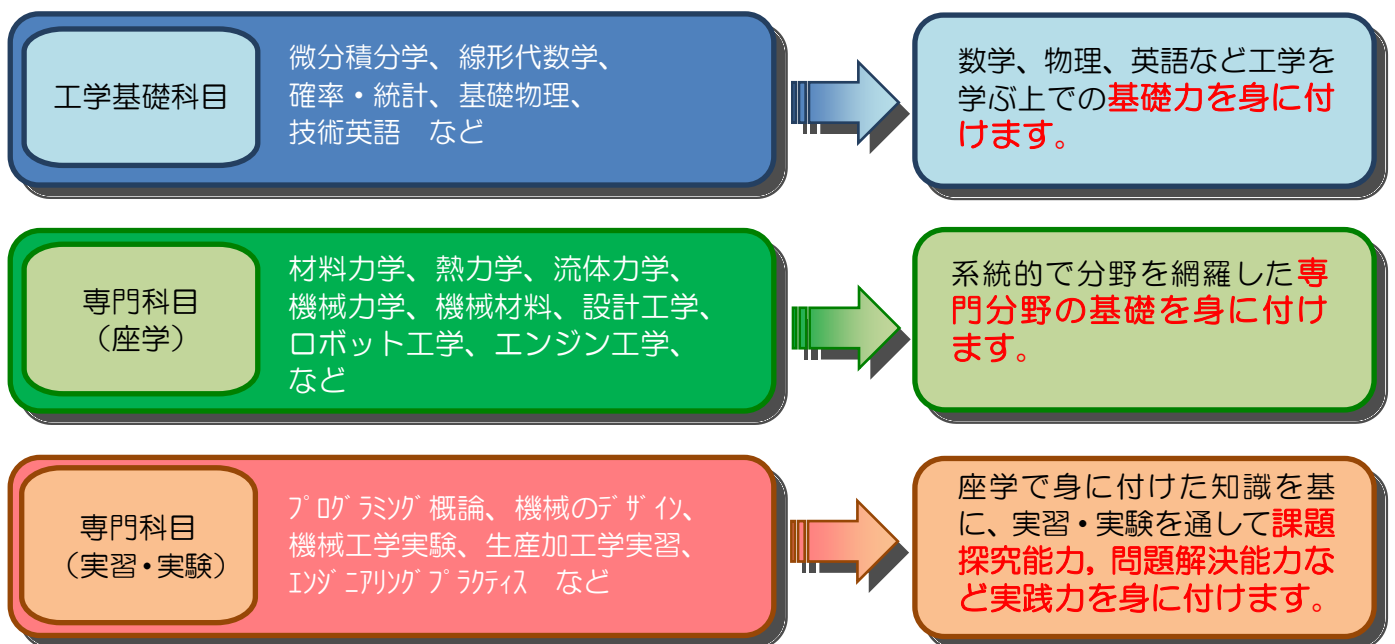 工学基礎科目
微分積分学、線形代数学、
確率・統計、基礎物理、
技術英語　など
数学、物理、英語など工学を
学ぶ上での基礎力を身に付
けます。
専門科目
（座学）
材料力学、熱力学、流体力学、
機械力学、機械材料、設計工学、
ロボット工学、エンジン工学、
など
系統的で分野を網羅した専
門分野の基礎を身に付け
ます。
専門科目
（実習・実験）
ﾌﾟﾛｸﾞﾗﾐﾝｸﾞ概論、機械のﾃﾞｻﾞｲﾝ、
機械工学実験、生産加工学実習、
ｴﾝｼﾞﾆｱﾘﾝｸﾞﾌﾟﾗｸﾃｨｽ　など
座学で身に付けた知識を基
に、実習・実験を通して課題
探究能力，問題解決能力な
ど実践力を身に付けます。